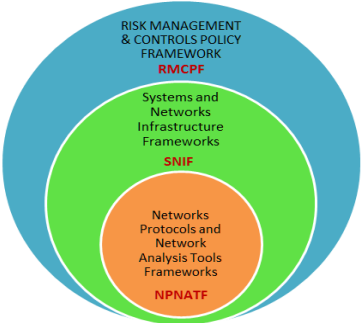 RISK MANAGEMENT
& CONTROLS POLICY
FRAMEWORK
RMCPF
Systems and
Networks
Infrastructure
Frameworks
SNIF
Networks
Protocols and
Network
Analysis Tools
Frameworks
NPNATF